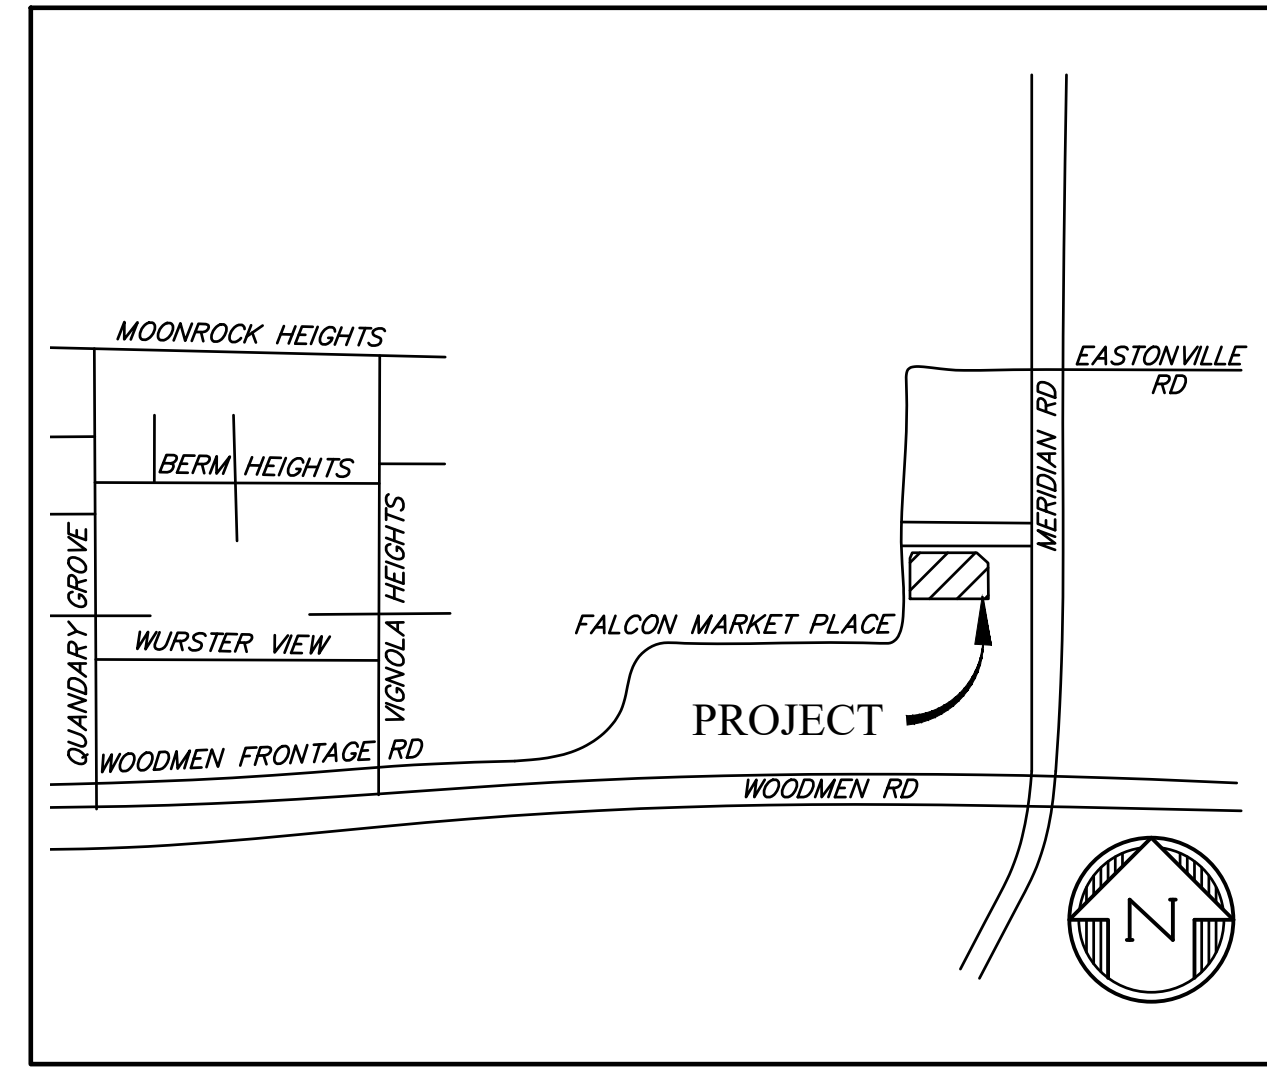 MOONROCK HEIGHTS
EASTONVILLE
RD
MERIDIAN RD
BERM HEIGHTS
QUANDARY GROVE
VIGNOLA HEIGHTS
FALCON MARKET PLACE
WURSTER VIEW
PROJECT
WOODMEN FRONTAGE RD
WOODMEN RD
N